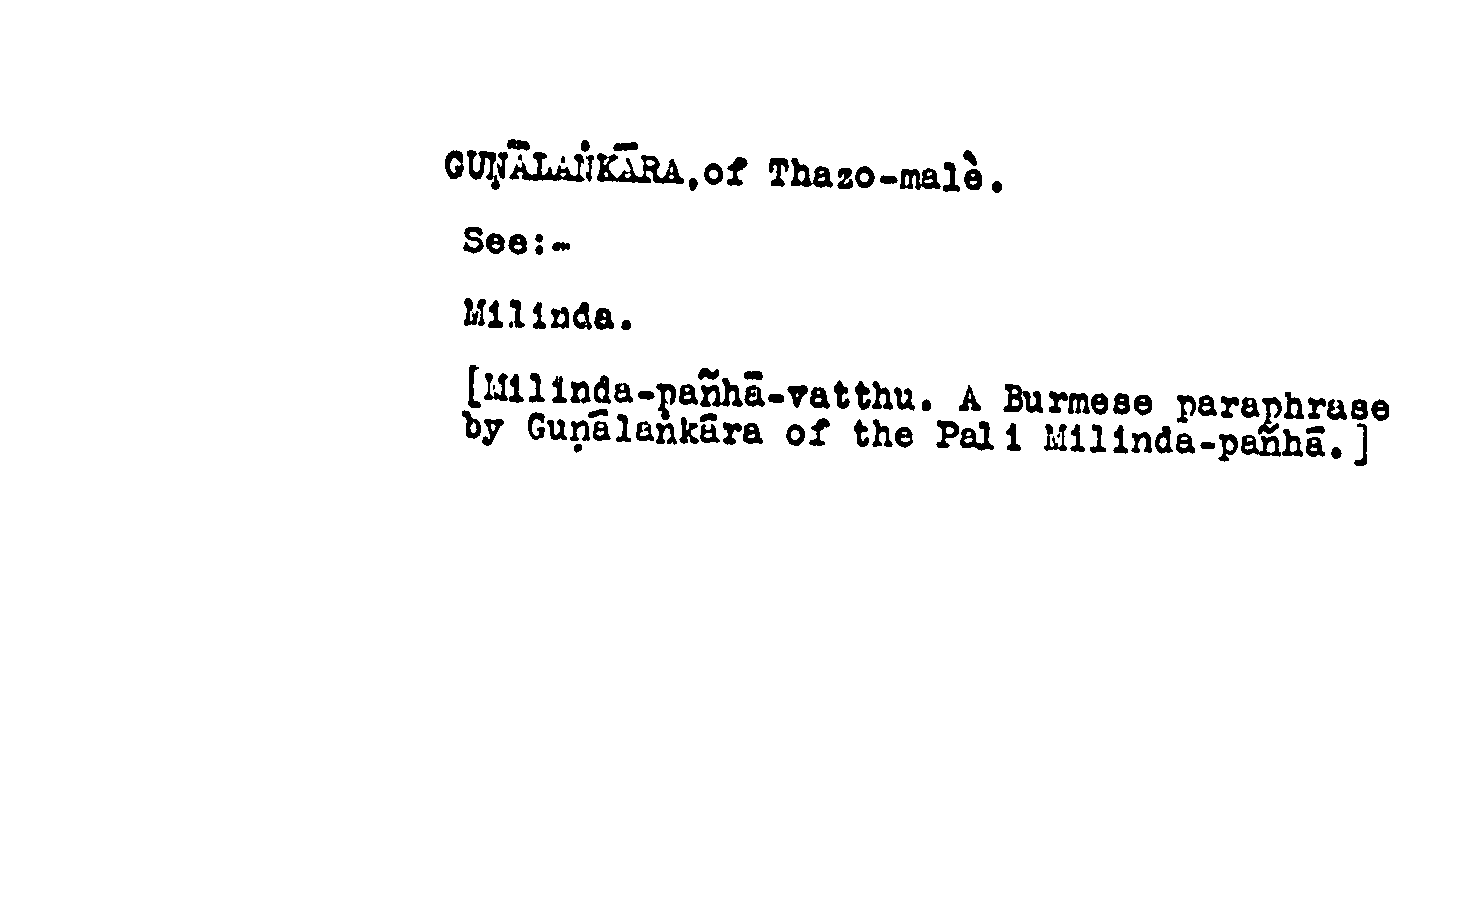 GUṆĀLAṄKĀRA,of Thazo-malè.
See:-
Milinda.
[Milinda-pañhā-vatthu. A Burmese paraphrase
by Guṇālaṅkāra of the Pali Milinda-pañhā.]